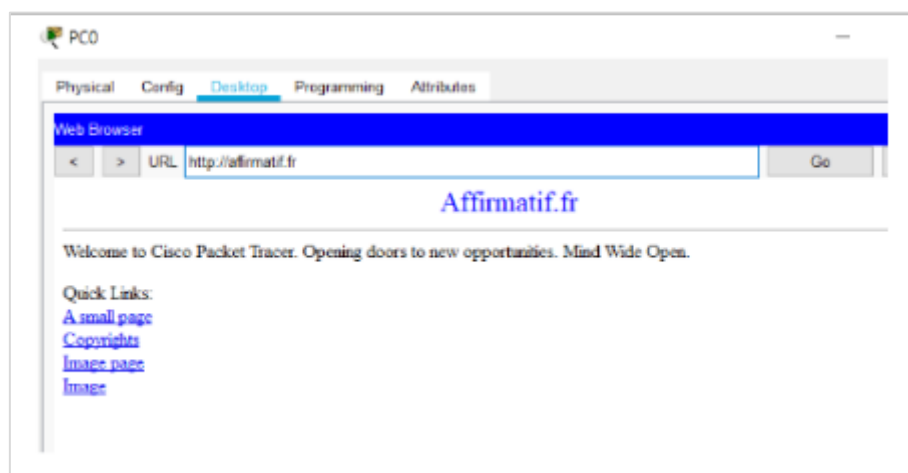 PC0
Physical Config Desktop Programming Attributes
Web Browser
< > URL http://affirmatif.fr Go
Affirmatif.fr
Welcome to Cisco Packet Tracer. Opening doors to new opportunities. Mind Wide Open.
Quick Links:
A small page
Copyrights
Image page
Image